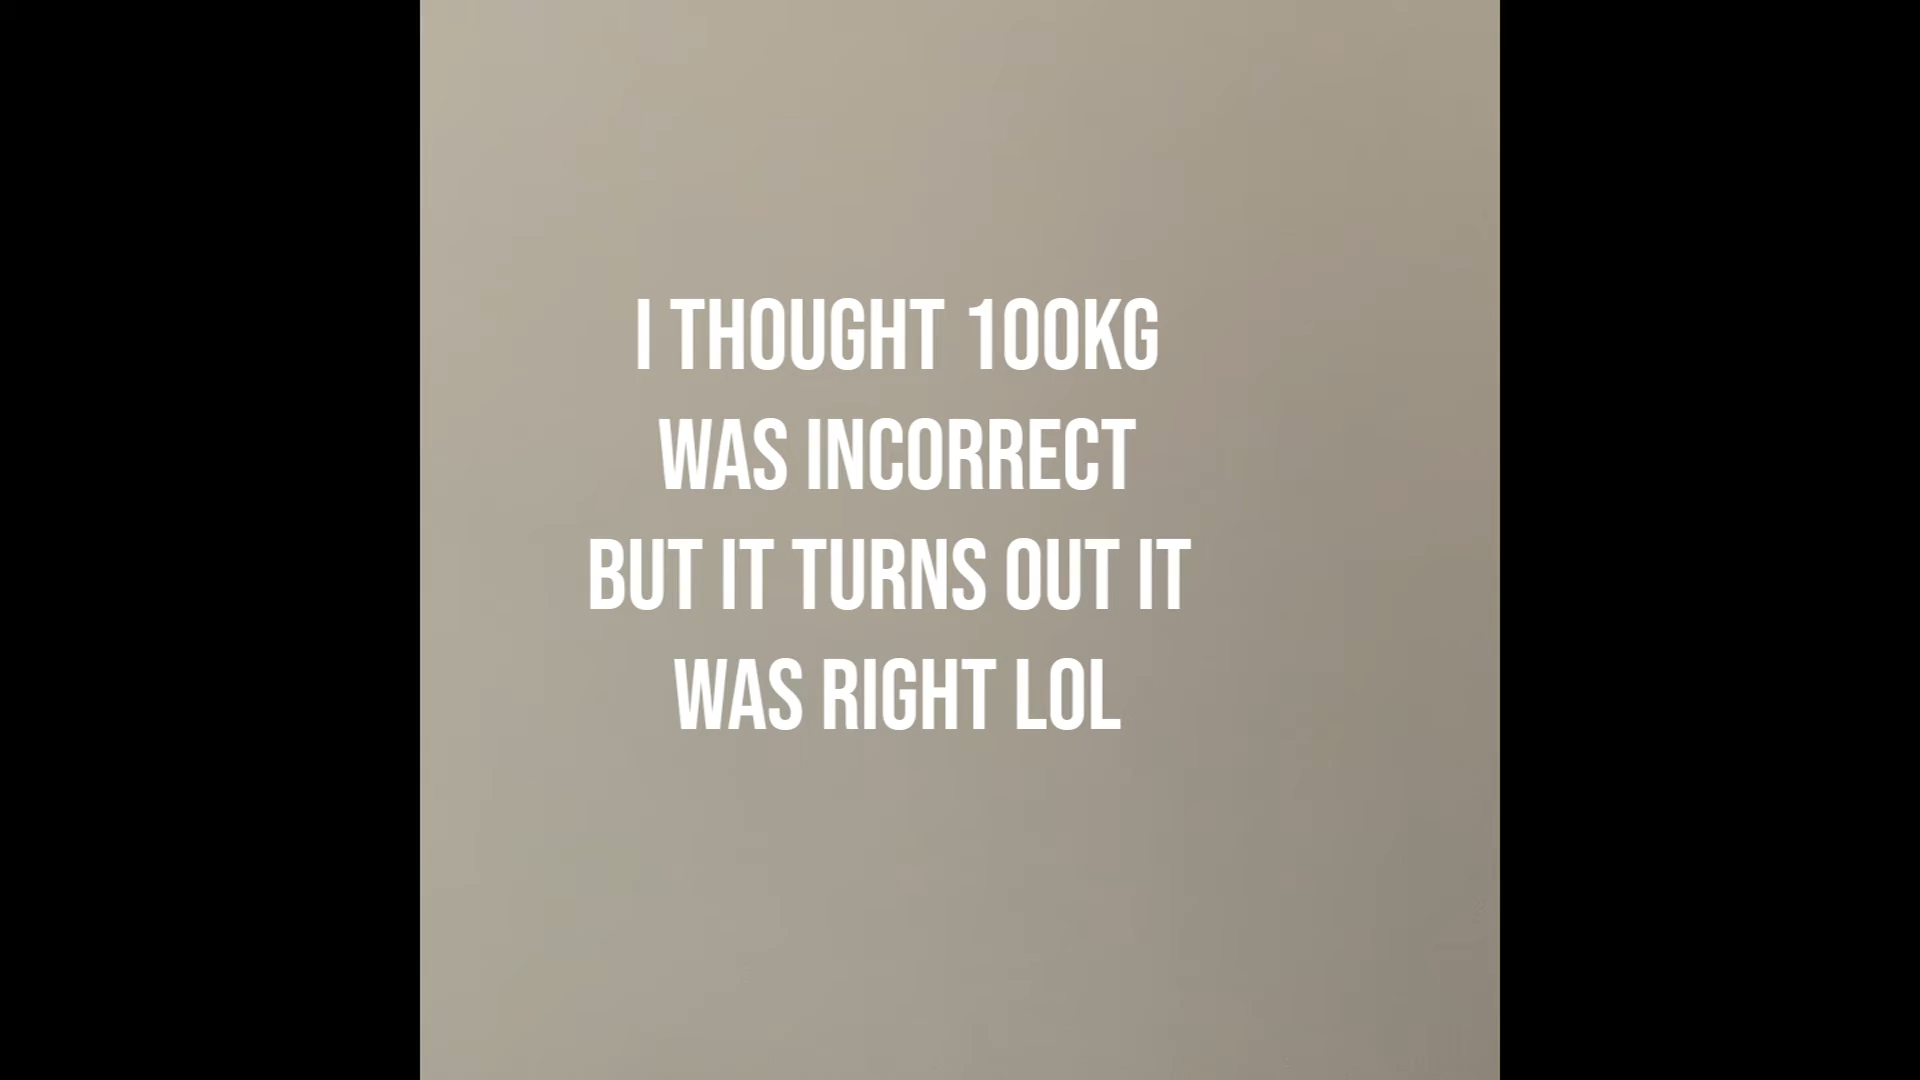 I THOUGHT 100KG
WAS INCORRECT
BUT IT TURNS OUT IT
WAS RIGHT LOL